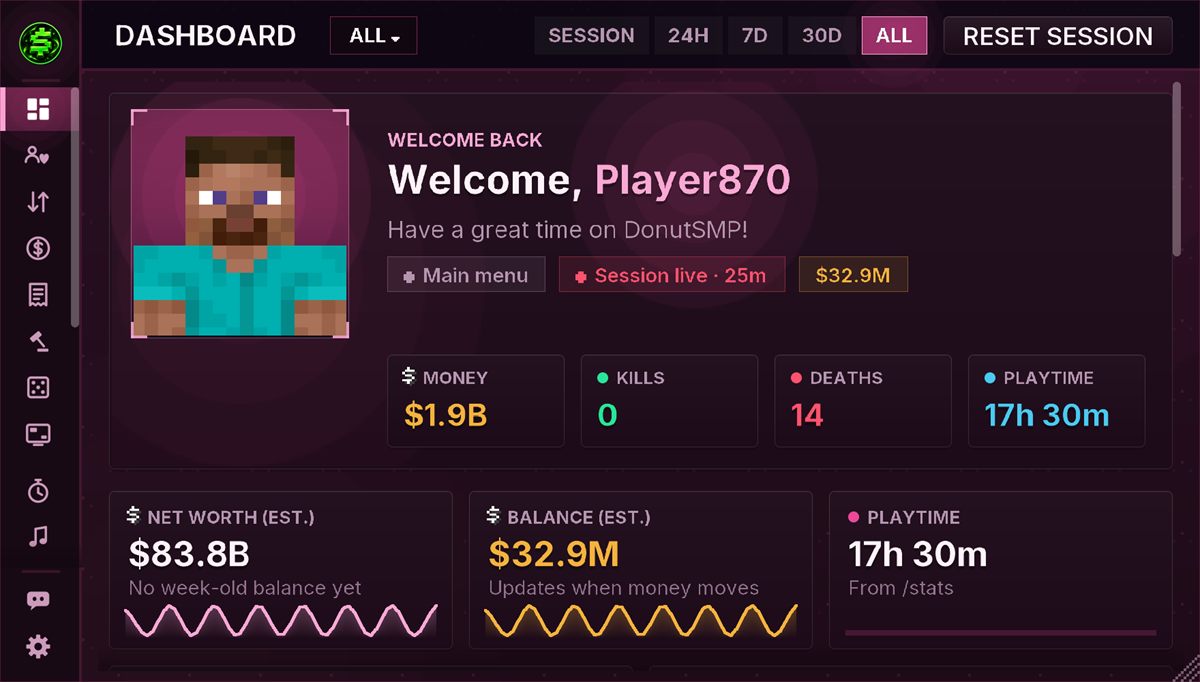 DASHBOARD
ALL
SESSION
24H
7D
30D
ALL
RESET SESSION
WELCOME BACK
Welcome, Player870
Have a great time on DonutSMP!
Main menu
Session live · 25m
$32.9M
MONEY
$1.9B
KILLS
0
DEATHS
14
PLAYTIME
17h 30m
NET WORTH (EST.)
$83.8B
No week-old balance yet
BALANCE (EST.)
$32.9M
Updates when money moves
PLAYTIME
17h 30m
From /stats